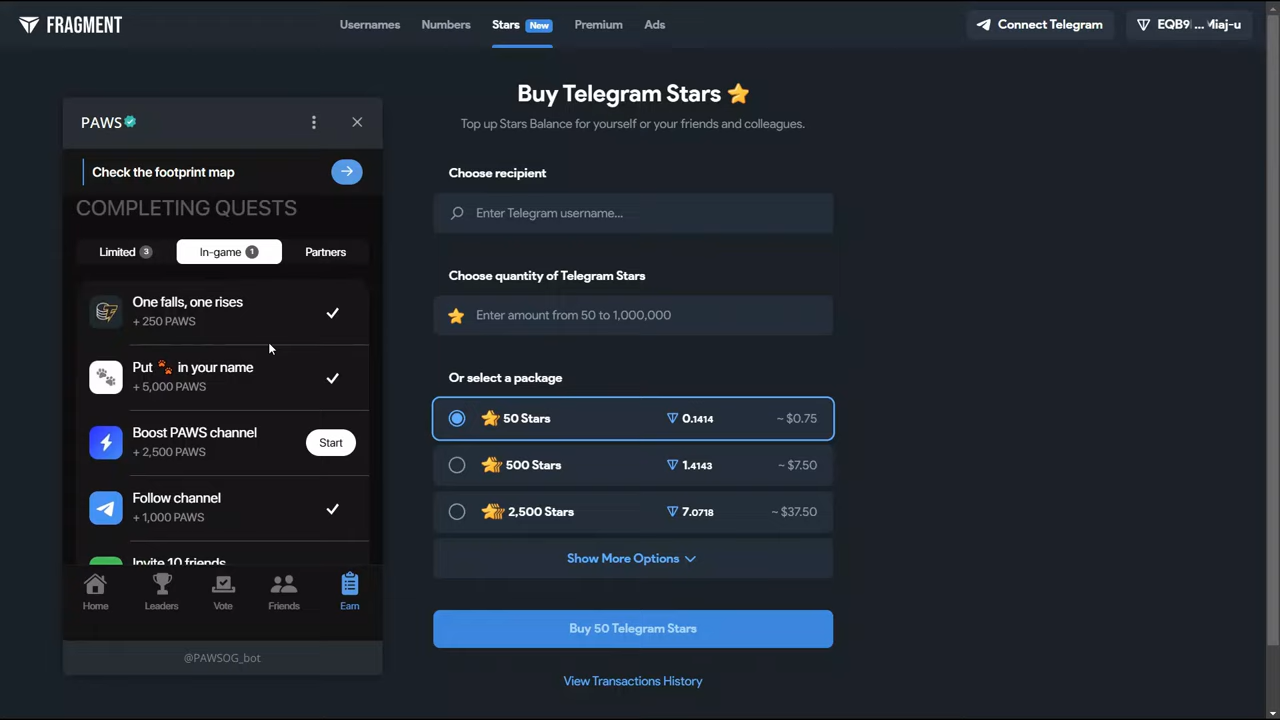 FRAGMENT
Usernames
Numbers
Stars New
Premium
Ads
Connect Telegram
EQB9 ... Miaj-u
PAWS
Check the footprint map
COMPLETING QUESTS
Limited 3
In-game 1
Partners
One falls, one rises
+ 250 PAWS
Put 🐾 in your name
+ 5,000 PAWS
Boost PAWS channel
+ 2,500 PAWS
Start
Follow channel
+ 1,000 PAWS
Invite 10 friends
Home
Leaders
Vote
Friends
Earn
@PAWSOG_bot
Buy Telegram Stars ⭐
Top up Stars Balance for yourself or your friends and colleagues.
Choose recipient
Enter Telegram username...
Choose quantity of Telegram Stars
Enter amount from 50 to 1,000,000
Or select a package
50 Stars 0.1414 ~ $0.75
500 Stars 1.4143 ~ $7.50
2,500 Stars 7.0718 ~ $37.50
Show More Options
Buy 50 Telegram Stars
View Transactions History